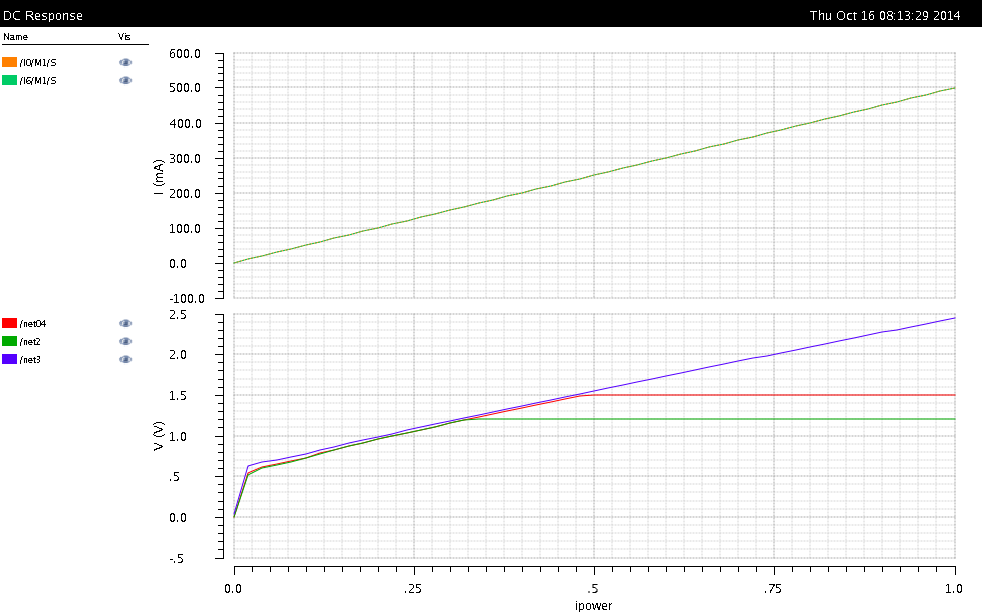 DC Response Thu Oct 16 08:13:29 2014
Name Vis
/I0/M1/S
/I6/M1/S
600.0
500.0
400.0
300.0
200.0
100.0
0.0
-100.0
I (mA)
/net04
/net2
/net3
2.5
2.0
1.5
1.0
.5
0.0
-.5
V (V)
0.0 .25 .5 .75 1.0
ipower